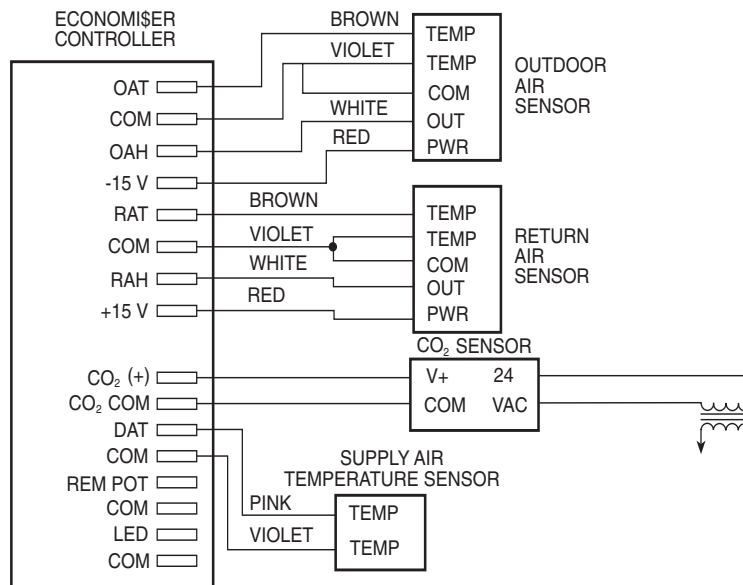 ECONOMI$ER
CONTROLLER
OAT
COM
OAH
-15 V
RAT
COM
RAH
+15 V
CO₂ (+)
CO₂ COM
DAT
COM
REM POT
COM
LED
COM
BROWN
VIOLET
WHITE
RED
TEMP
TEMP
COM
OUT
PWR
OUTDOOR
AIR
SENSOR
BROWN
VIOLET
WHITE
RED
TEMP
TEMP
COM
OUT
PWR
RETURN
AIR
SENSOR
CO₂ SENSOR
V+ 24
COM VAC
SUPPLY AIR
TEMPERATURE SENSOR
PINK
VIOLET
TEMP
TEMP